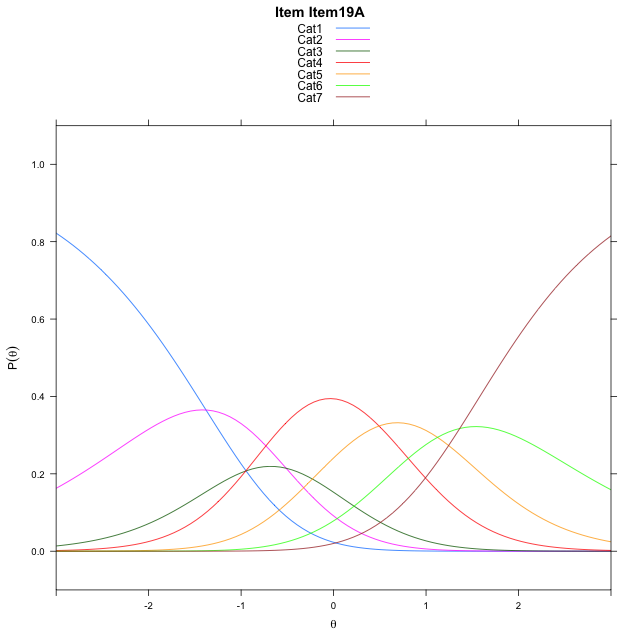 Item Item19A
Cat1
Cat2
Cat3
Cat4
Cat5
Cat6
Cat7
1.0
0.8
0.6
0.4
0.2
0.0
P(θ)
-2 -1 0 1 2
θ